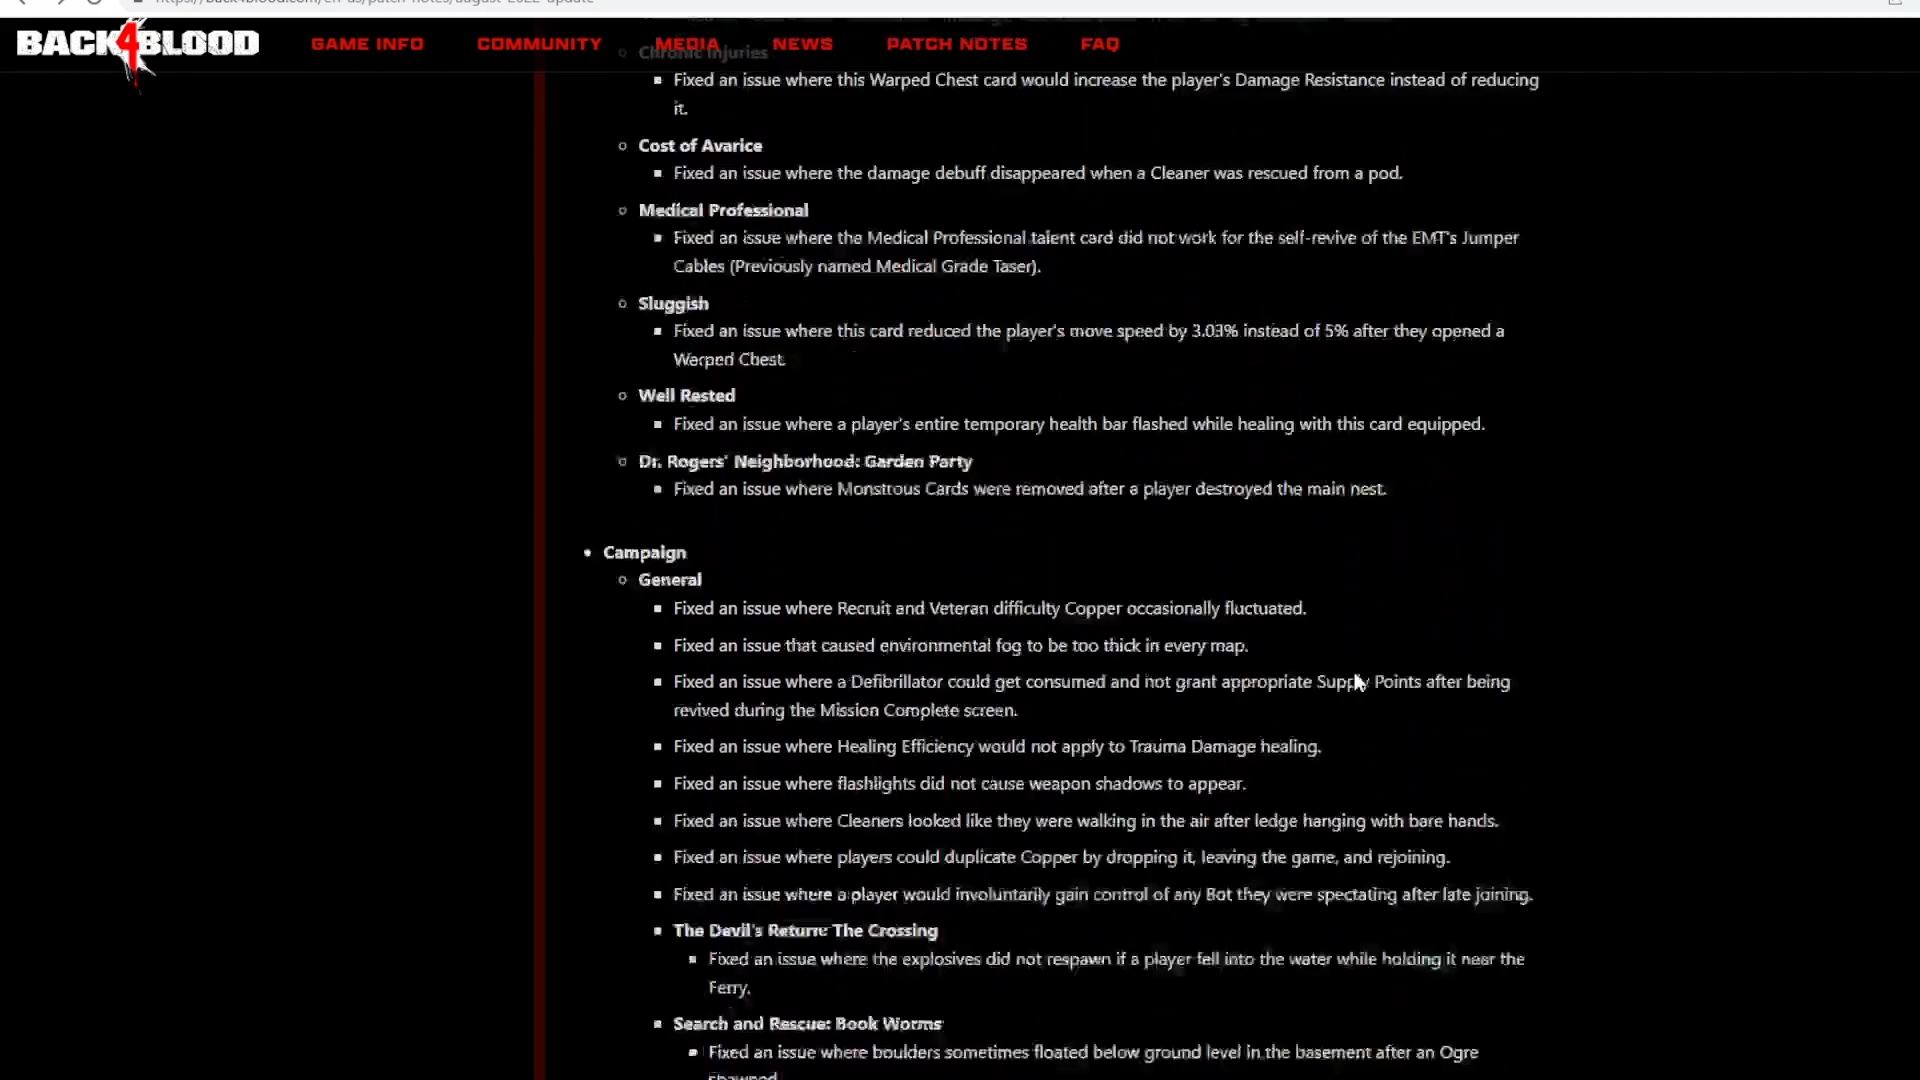 https://back4blood.com/en-us/patch-notes/august-2022-update
BACK4BLOOD
GAME INFO
COMMUNITY
MEDIA
NEWS
PATCH NOTES
FAQ
Chronic Injuries
Fixed an issue where this Warped Chest card would increase the player's Damage Resistance instead of reducing
it.
Cost of Avarice
Fixed an issue where the damage debuff disappeared when a Cleaner was rescued from a pod.
Medical Professional
Fixed an issue where the Medical Professional talent card did not work for the self-revive of the EMT's Jumper
Cables (Previously named Medical Grade Taser).
Sluggish
Fixed an issue where this card reduced the player's move speed by 3.03% instead of 5% after they opened a
Warped Chest.
Well Rested
Fixed an issue where a player's entire temporary health bar flashed while healing with this card equipped.
Dr. Rogers' Neighborhood: Garden Party
Fixed an issue where Monstrous Cards were removed after a player destroyed the main nest.
Campaign
General
Fixed an issue where Recruit and Veteran difficulty Copper occasionally fluctuated.
Fixed an issue that caused environmental fog to be too thick in every map.
Fixed an issue where a Defibrillator could get consumed and not grant appropriate Supply Points after being
revived during the Mission Complete screen.
Fixed an issue where Healing Efficiency would not apply to Trauma Damage healing.
Fixed an issue where flashlights did not cause weapon shadows to appear.
Fixed an issue where Cleaners looked like they were walking in the air after ledge hanging with bare hands.
Fixed an issue where players could duplicate Copper by dropping it, leaving the game, and rejoining.
Fixed an issue where a player would involuntarily gain control of any Bot they were spectating after late joining.
The Devil's Return: The Crossing
Fixed an issue where the explosives did not respawn if a player fell into the water while holding it near the
Ferry.
Search and Rescue: Book Worms
Fixed an issue where boulders sometimes floated below ground level in the basement after an Ogre
spawned.